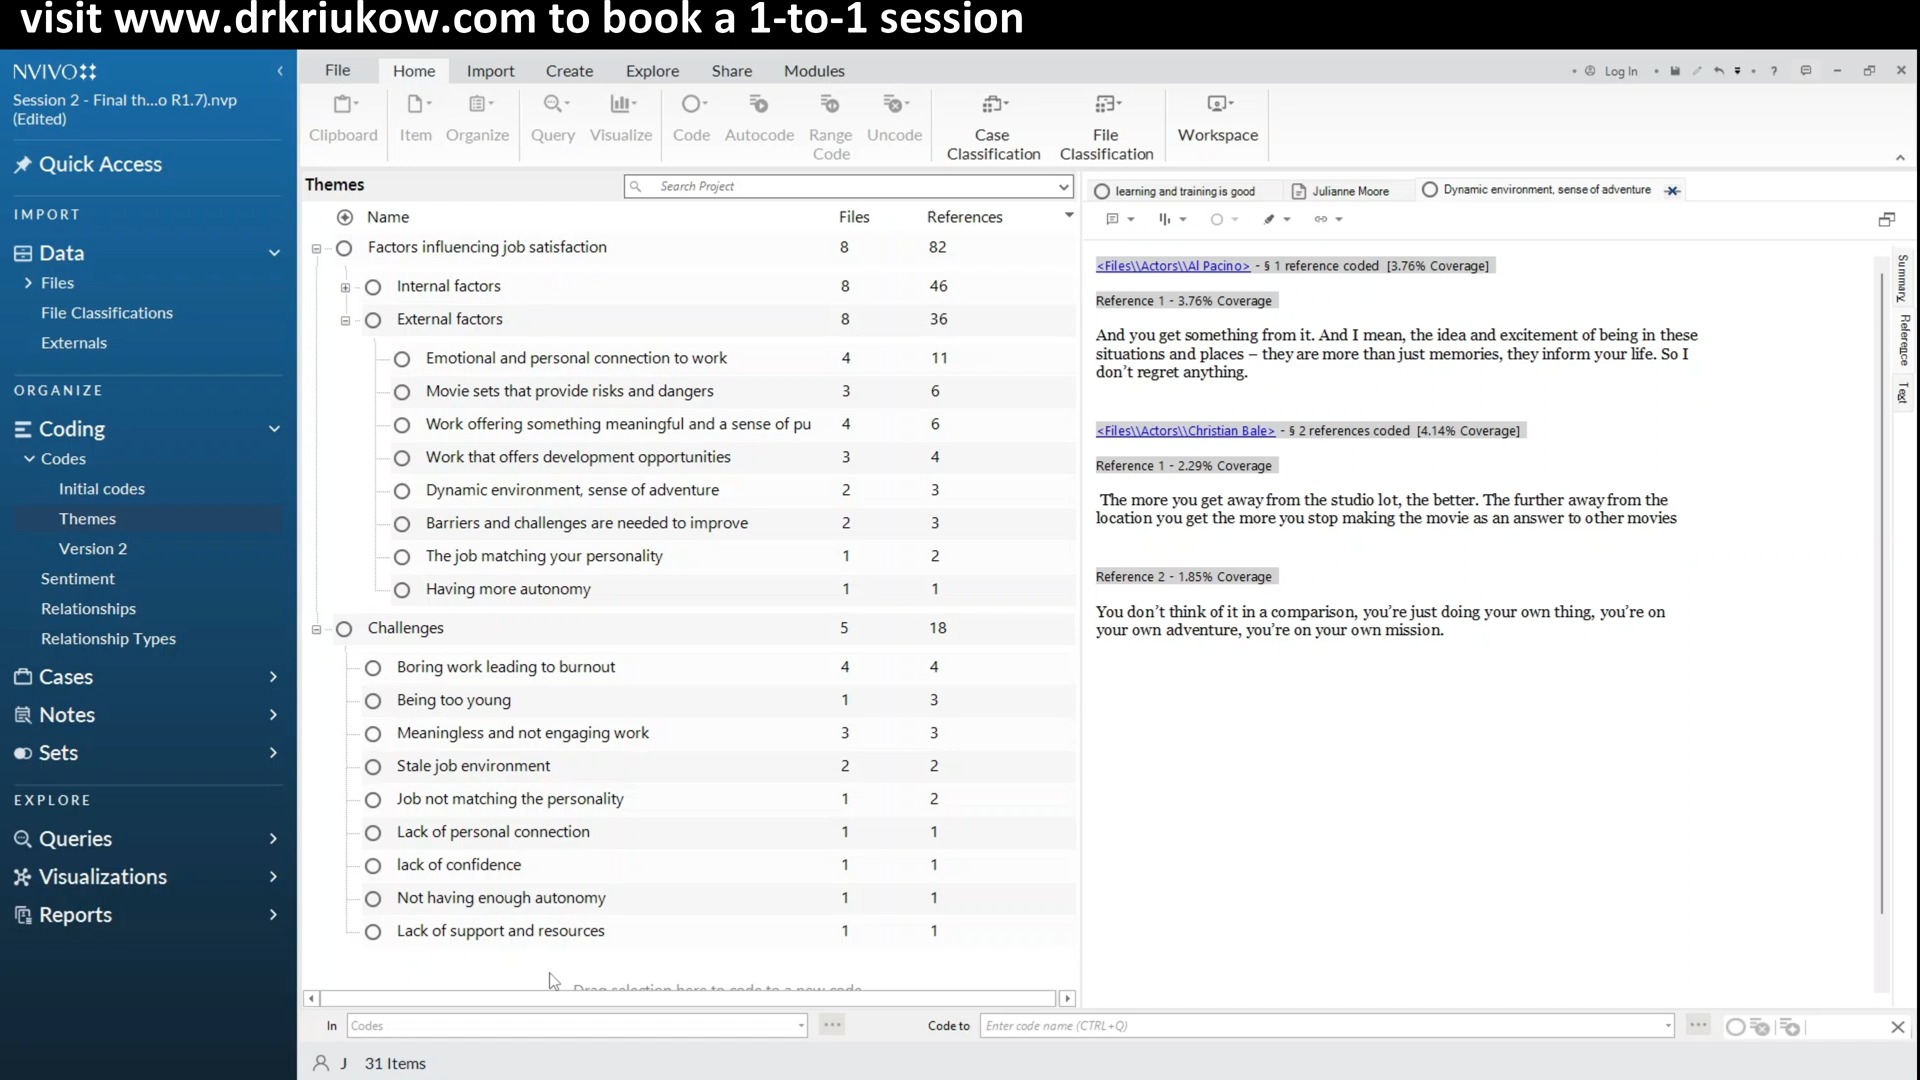 visit www.drkriukow.com to book a 1-to-1 session
NVIVO
Session 2 - Final th...o R1.7).nvp
(Edited)
Quick Access
IMPORT
Data
Files
File Classifications
Externals
ORGANIZE
Coding
Codes
Initial codes
Themes
Version 2
Sentiment
Relationships
Relationship Types
Cases
Notes
Sets
EXPLORE
Queries
Visualizations
Reports
File Home Import Create Explore Share Modules
Log In
Clipboard Item Organize Query Visualize Code Autocode Range Code Uncode Case Classification File Classification Workspace
Themes
Search Project
Name Files References
Factors influencing job satisfaction 8 82
Internal factors 8 46
External factors 8 36
Emotional and personal connection to work 4 11
Movie sets that provide risks and dangers 3 6
Work offering something meaningful and a sense of pu 4 6
Work that offers development opportunities 3 4
Dynamic environment, sense of adventure 2 3
Barriers and challenges are needed to improve 2 3
The job matching your personality 1 2
Having more autonomy 1 1
Challenges 5 18
Boring work leading to burnout 4 4
Being too young 1 3
Meaningless and not engaging work 3 3
Stale job environment 2 2
Job not matching the personality 1 2
Lack of personal connection 1 1
lack of confidence 1 1
Not having enough autonomy 1 1
Lack of support and resources 1 1
Drag selection here to code to a new code
learning and training is good Julianne Moore Dynamic environment, sense of adventure
<Files\\Actors\\Al Pacino> - § 1 reference coded [3.76% Coverage]
Reference 1 - 3.76% Coverage
And you get something from it. And I mean, the idea and excitement of being in these
situations and places – they are more than just memories, they inform your life. So I
don’t regret anything.
<Files\\Actors\\Christian Bale> - § 2 references coded [4.14% Coverage]
Reference 1 - 2.29% Coverage
The more you get away from the studio lot, the better. The further away from the
location you get the more you stop making the movie as an answer to other movies
Reference 2 - 1.85% Coverage
You don’t think of it in a comparison, you’re just doing your own thing, you’re on
your own adventure, you’re on your own mission.
Summary
Reference
Text
In Codes
Code to Enter code name (CTRL+Q)
J 31 Items